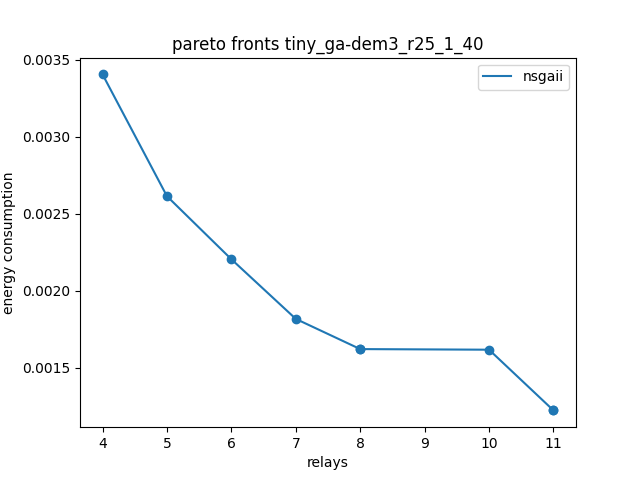 pareto fronts tiny_ga-dem3_r25_1_40
nsgaii
0.0035
0.0030
0.0025
0.0020
0.0015
energy consumption
4 5 6 7 8 9 10 11
relays